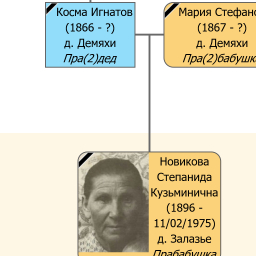 Косма Игнатов
(1866 - ?)
д. Демяхи
Пра(2)дед
Мария Стефано
(1867 - ?)
д. Демяхи
Пра(2)бабушк
Новикова
Степанида
Кузьминична
(1896 -
11/02/1975)
д. Залазье
Прабабушка